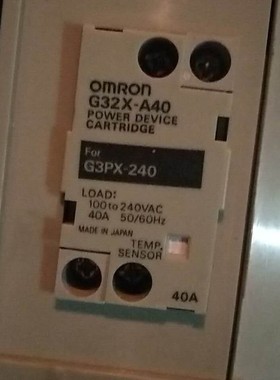 OMRON
G32X-A40
POWER DEVICE
CARTRIDGE
For
G3PX-240
LOAD:
100 to 240VAC
40A 50/60Hz
MADE IN JAPAN
TEMP.
SENSOR
40A